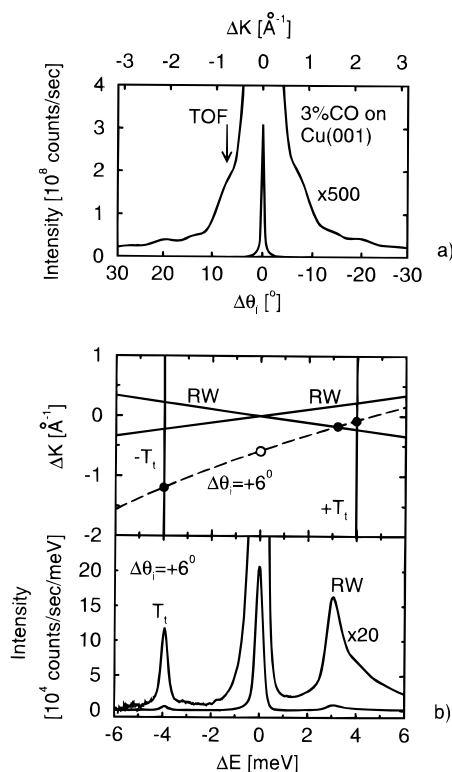 ΔK [Å⁻¹]
-3 -2 -1 0 1 2 3
a)
Intensity [10⁸ counts/sec]
4
3
2
1
0
TOF
3%CO on
Cu(001)
x500
30 20 10 0 -10 -20 -30
Δθᵢ [°]
a)
ΔK [Å⁻¹]
1
0
-1
-2
RW RW
-Tₜ
Δθᵢ=+6⁰
+Tₜ
Intensity
[10⁴ counts/sec/meV]
20
15
10
5
0
Δθᵢ=+6⁰
Tₜ
RW
x20
-6 -4 -2 0 2 4 6
b)
ΔE [meV]